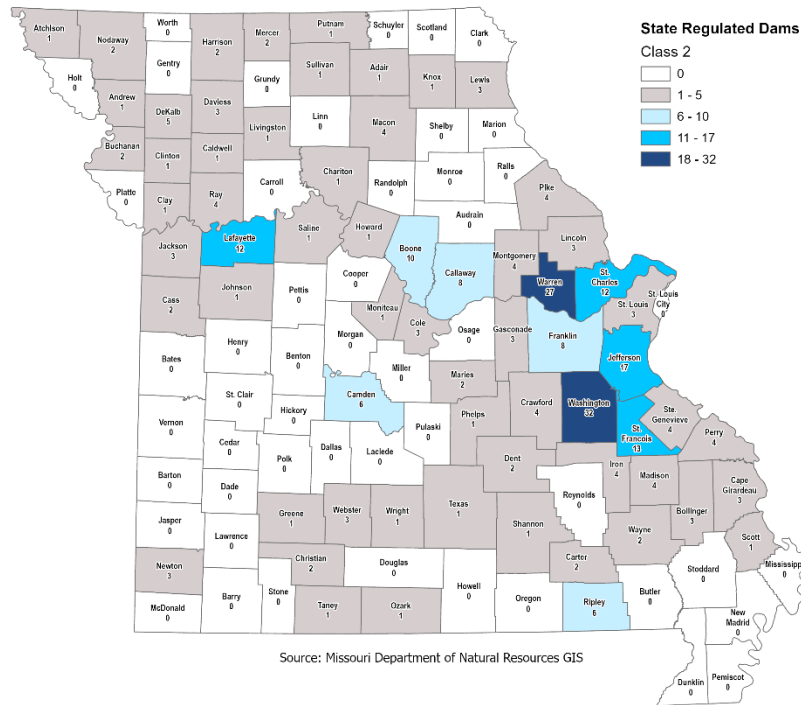 State Regulated Dams
Class 2
0
1 - 5
6 - 10
11 - 17
18 - 32
Atchison
1
Nodaway
2
Worth
0
Harrison
2
Mercer
2
Putnam
1
Schuyler
0
Scotland
0
Clark
0
Holt
0
Gentry
0
Grundy
0
Sullivan
1
Adair
1
Knox
1
Lewis
3
Andrew
1
DeKalb
5
Daviess
3
Livingston
1
Linn
0
Macon
4
Shelby
0
Marion
0
Buchanan
2
Clinton
1
Caldwell
1
Chariton
1
Randolph
0
Monroe
0
Ralls
0
Pike
4
Platte
0
Clay
1
Ray
4
Carroll
0
Audrain
0
Jackson
3
Lafayette
12
Saline
1
Howard
1
Boone
10
Callaway
8
Montgomery
4
Lincoln
3
Warren
27
St.
Charles
12
St. Louis
3
St. Louis
City
0
Cass
2
Johnson
1
Pettis
0
Cooper
0
Moniteau
1
Cole
3
Osage
0
Gasconade
3
Franklin
8
Jefferson
17
Bates
0
Henry
0
Benton
0
Morgan
0
Miller
0
Maries
2
Crawford
4
Washington
32
St.
Francois
13
Ste.
Genevieve
4
Perry
4
Vernon
0
St. Clair
0
Hickory
0
Camden
6
Pulaski
0
Phelps
1
Dent
2
Iron
4
Madison
4
Cape
Girardeau
3
Bollinger
3
Barton
0
Cedar
0
Polk
0
Dallas
0
Laclede
0
Texas
1
Reynolds
0
Wayne
2
Scott
1
Jasper
0
Dade
0
Greene
1
Webster
3
Wright
1
Shannon
1
Carter
2
Stoddard
0
Mississipp
0
Newton
3
Lawrence
0
Christian
2
Douglas
0
Howell
0
Oregon
0
Ripley
6
Butler
0
New
Madrid
0
McDonald
0
Barry
0
Stone
0
Taney
1
Ozark
1
Dunklin
0
Pemiscot
0
Source: Missouri Department of Natural Resources GIS